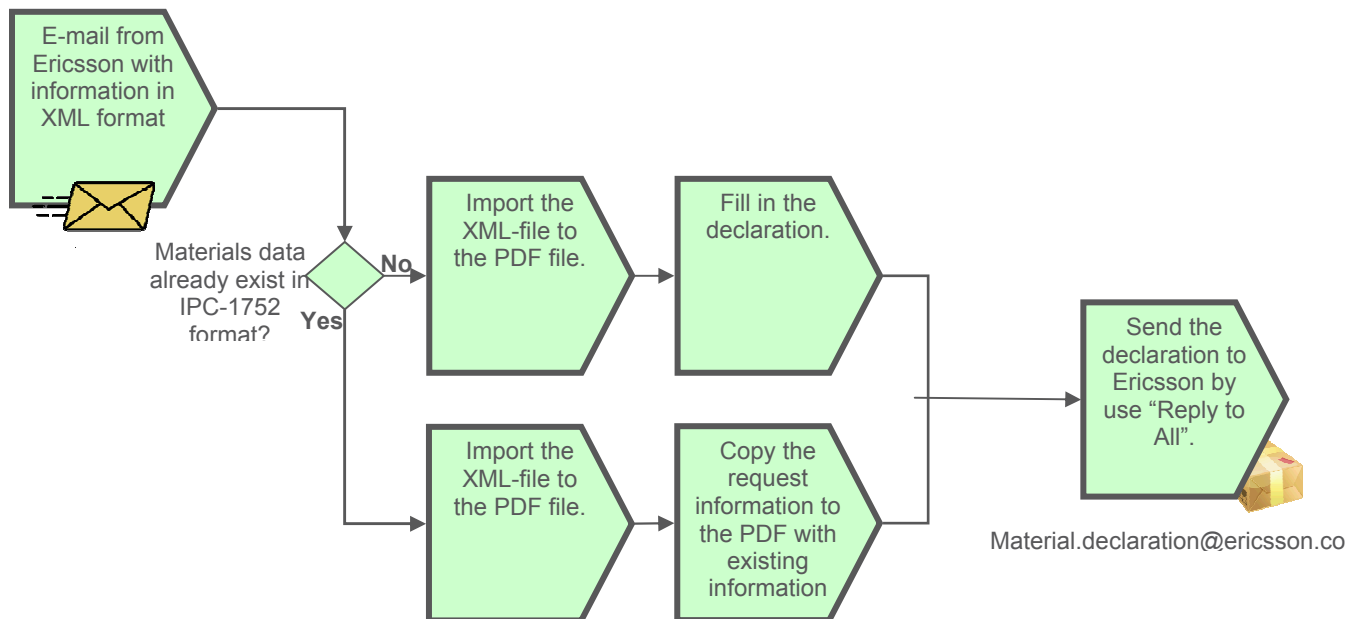 E-mail from
Ericsson with
information in
XML format
Materials data
already exist in
IPC-1752
format?
No
Yes
Import the
XML-file to
the PDF file.
Fill in the
declaration.
Import the
XML-file to
the PDF file.
Copy the
request
information to
the PDF with
existing
information
Send the
declaration to
Ericsson by
use “Reply to
All”.
Material.declaration@ericsson.co